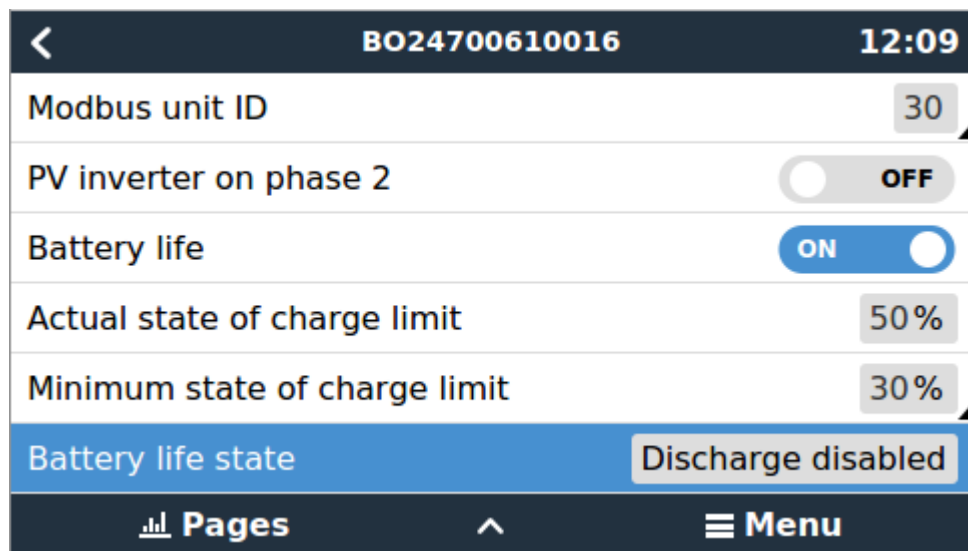 BO24700610016 12:09
Modbus unit ID 30
PV inverter on phase 2 OFF
Battery life ON
Actual state of charge limit 50%
Minimum state of charge limit 30%
Battery life state Discharge disabled
Pages Menu